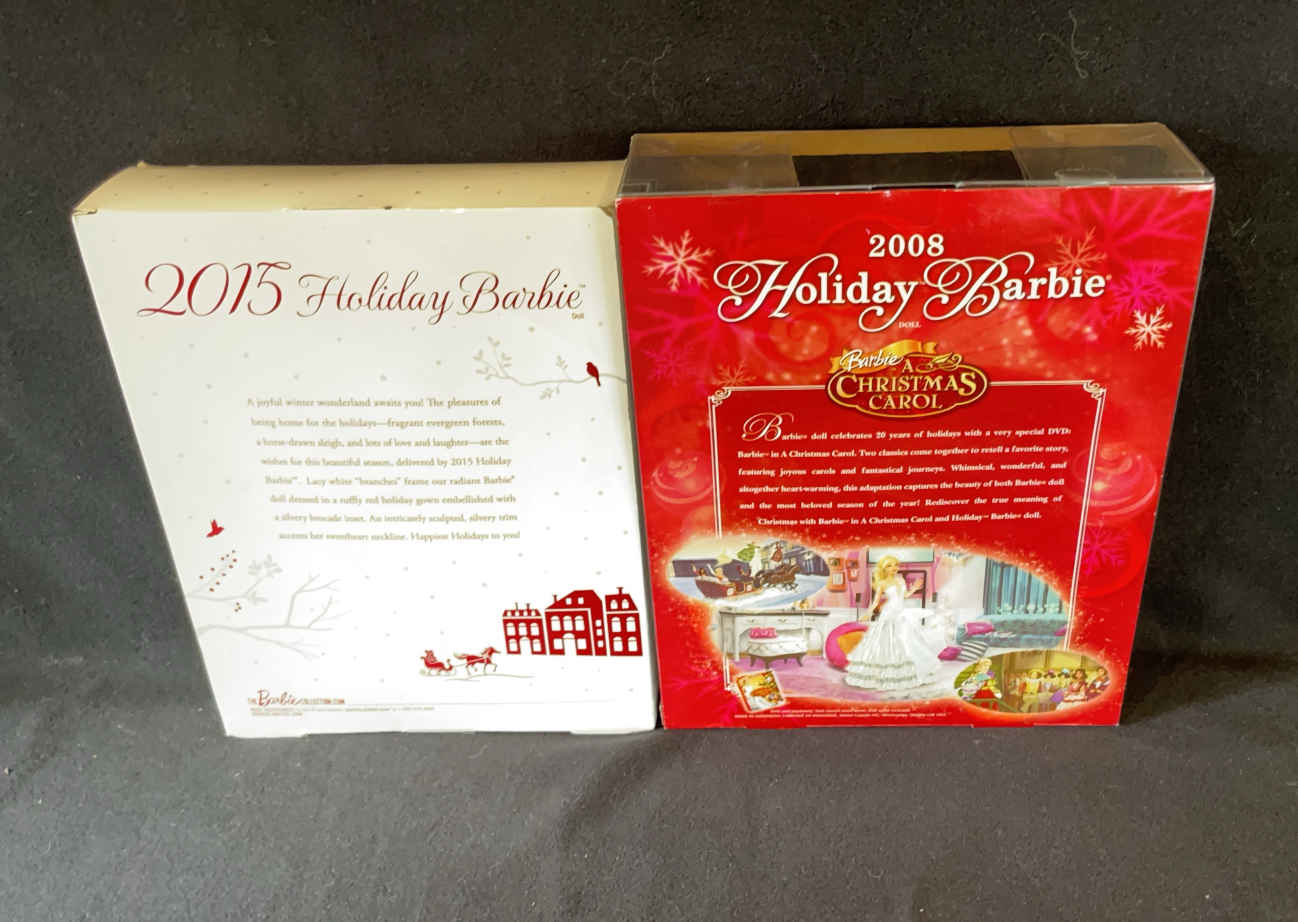 2015 Holiday Barbie™
Doll
A joyful winter wonderland awaits you! The pleasures of
being home for the holidays—fragrant evergreen forests,
a horse-drawn sleigh, and lots of love and laughter—are the
wishes for this beautiful season, delivered by 2015 Holiday
Barbie™. Lacy white "branches" frame our radiant Barbie®
doll dressed in a ruffly red holiday gown embellished with
a silvery brocade inset. An intricately sculpted, silvery trim
accents her sweetheart neckline. Happiest Holidays to you!
THE Barbie COLLECTION.COM
2008
Holiday Barbie®
DOLL
Barbie™
A
CHRISTMAS
CAROL
Barbie® doll celebrates 20 years of holidays with a very special DVD:
Barbie™ in A Christmas Carol. Two classics come together to retell a favorite story,
featuring joyous carols and fantastical journeys. Whimsical, wonderful, and
altogether heart-warming, this adaptation captures the beauty of both Barbie® doll
and the most beloved season of the year! Rediscover the true meaning of
Christmas with Barbie™ in A Christmas Carol and Holiday™ Barbie® doll.